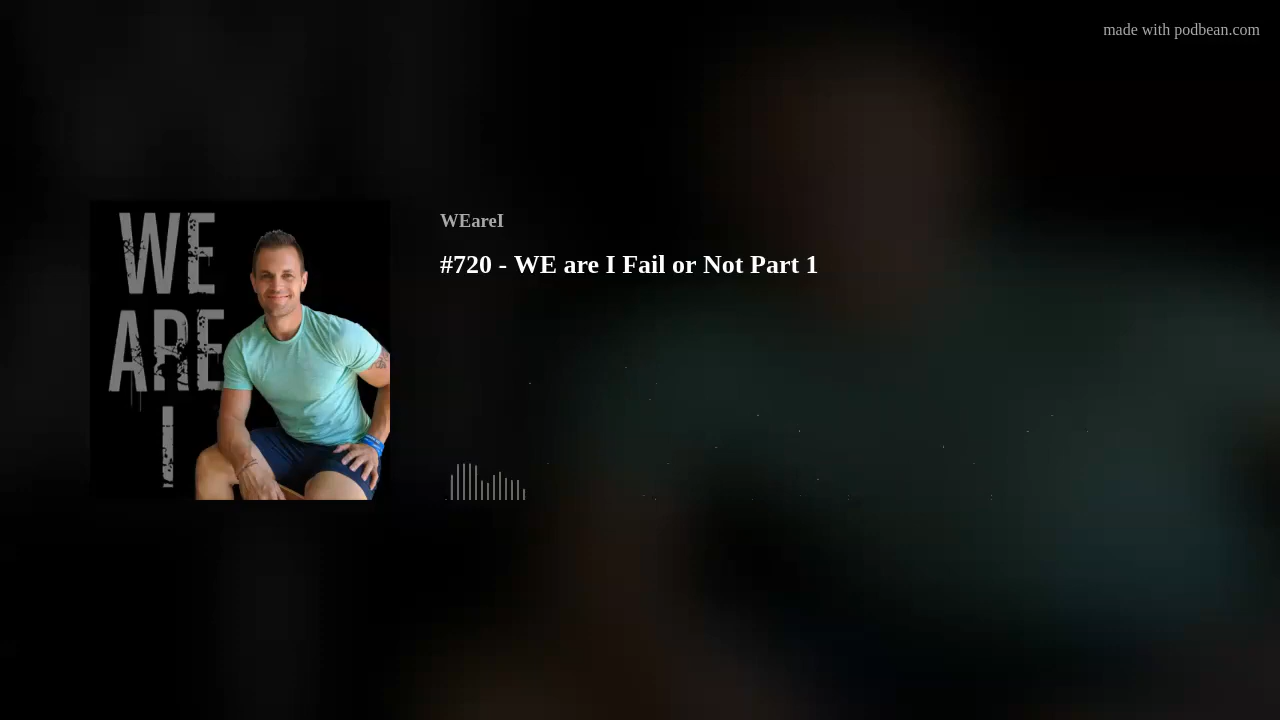 made with podbean.com
WE
ARE
I
WEareI
#720 - WE are I Fail or Not Part 1